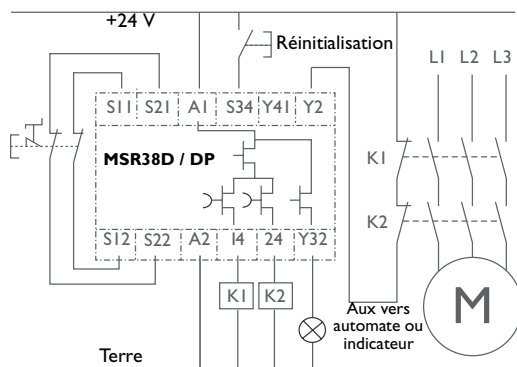 +24 V
Réinitialisation
L1 L2 L3
S11 S21 A1 S34 Y41 Y2
MSR38D / DP
K1
K2
S12 S22 A2 14 24 Y32
K1 K2
M
Aux vers
automate ou
indicateur
Terre